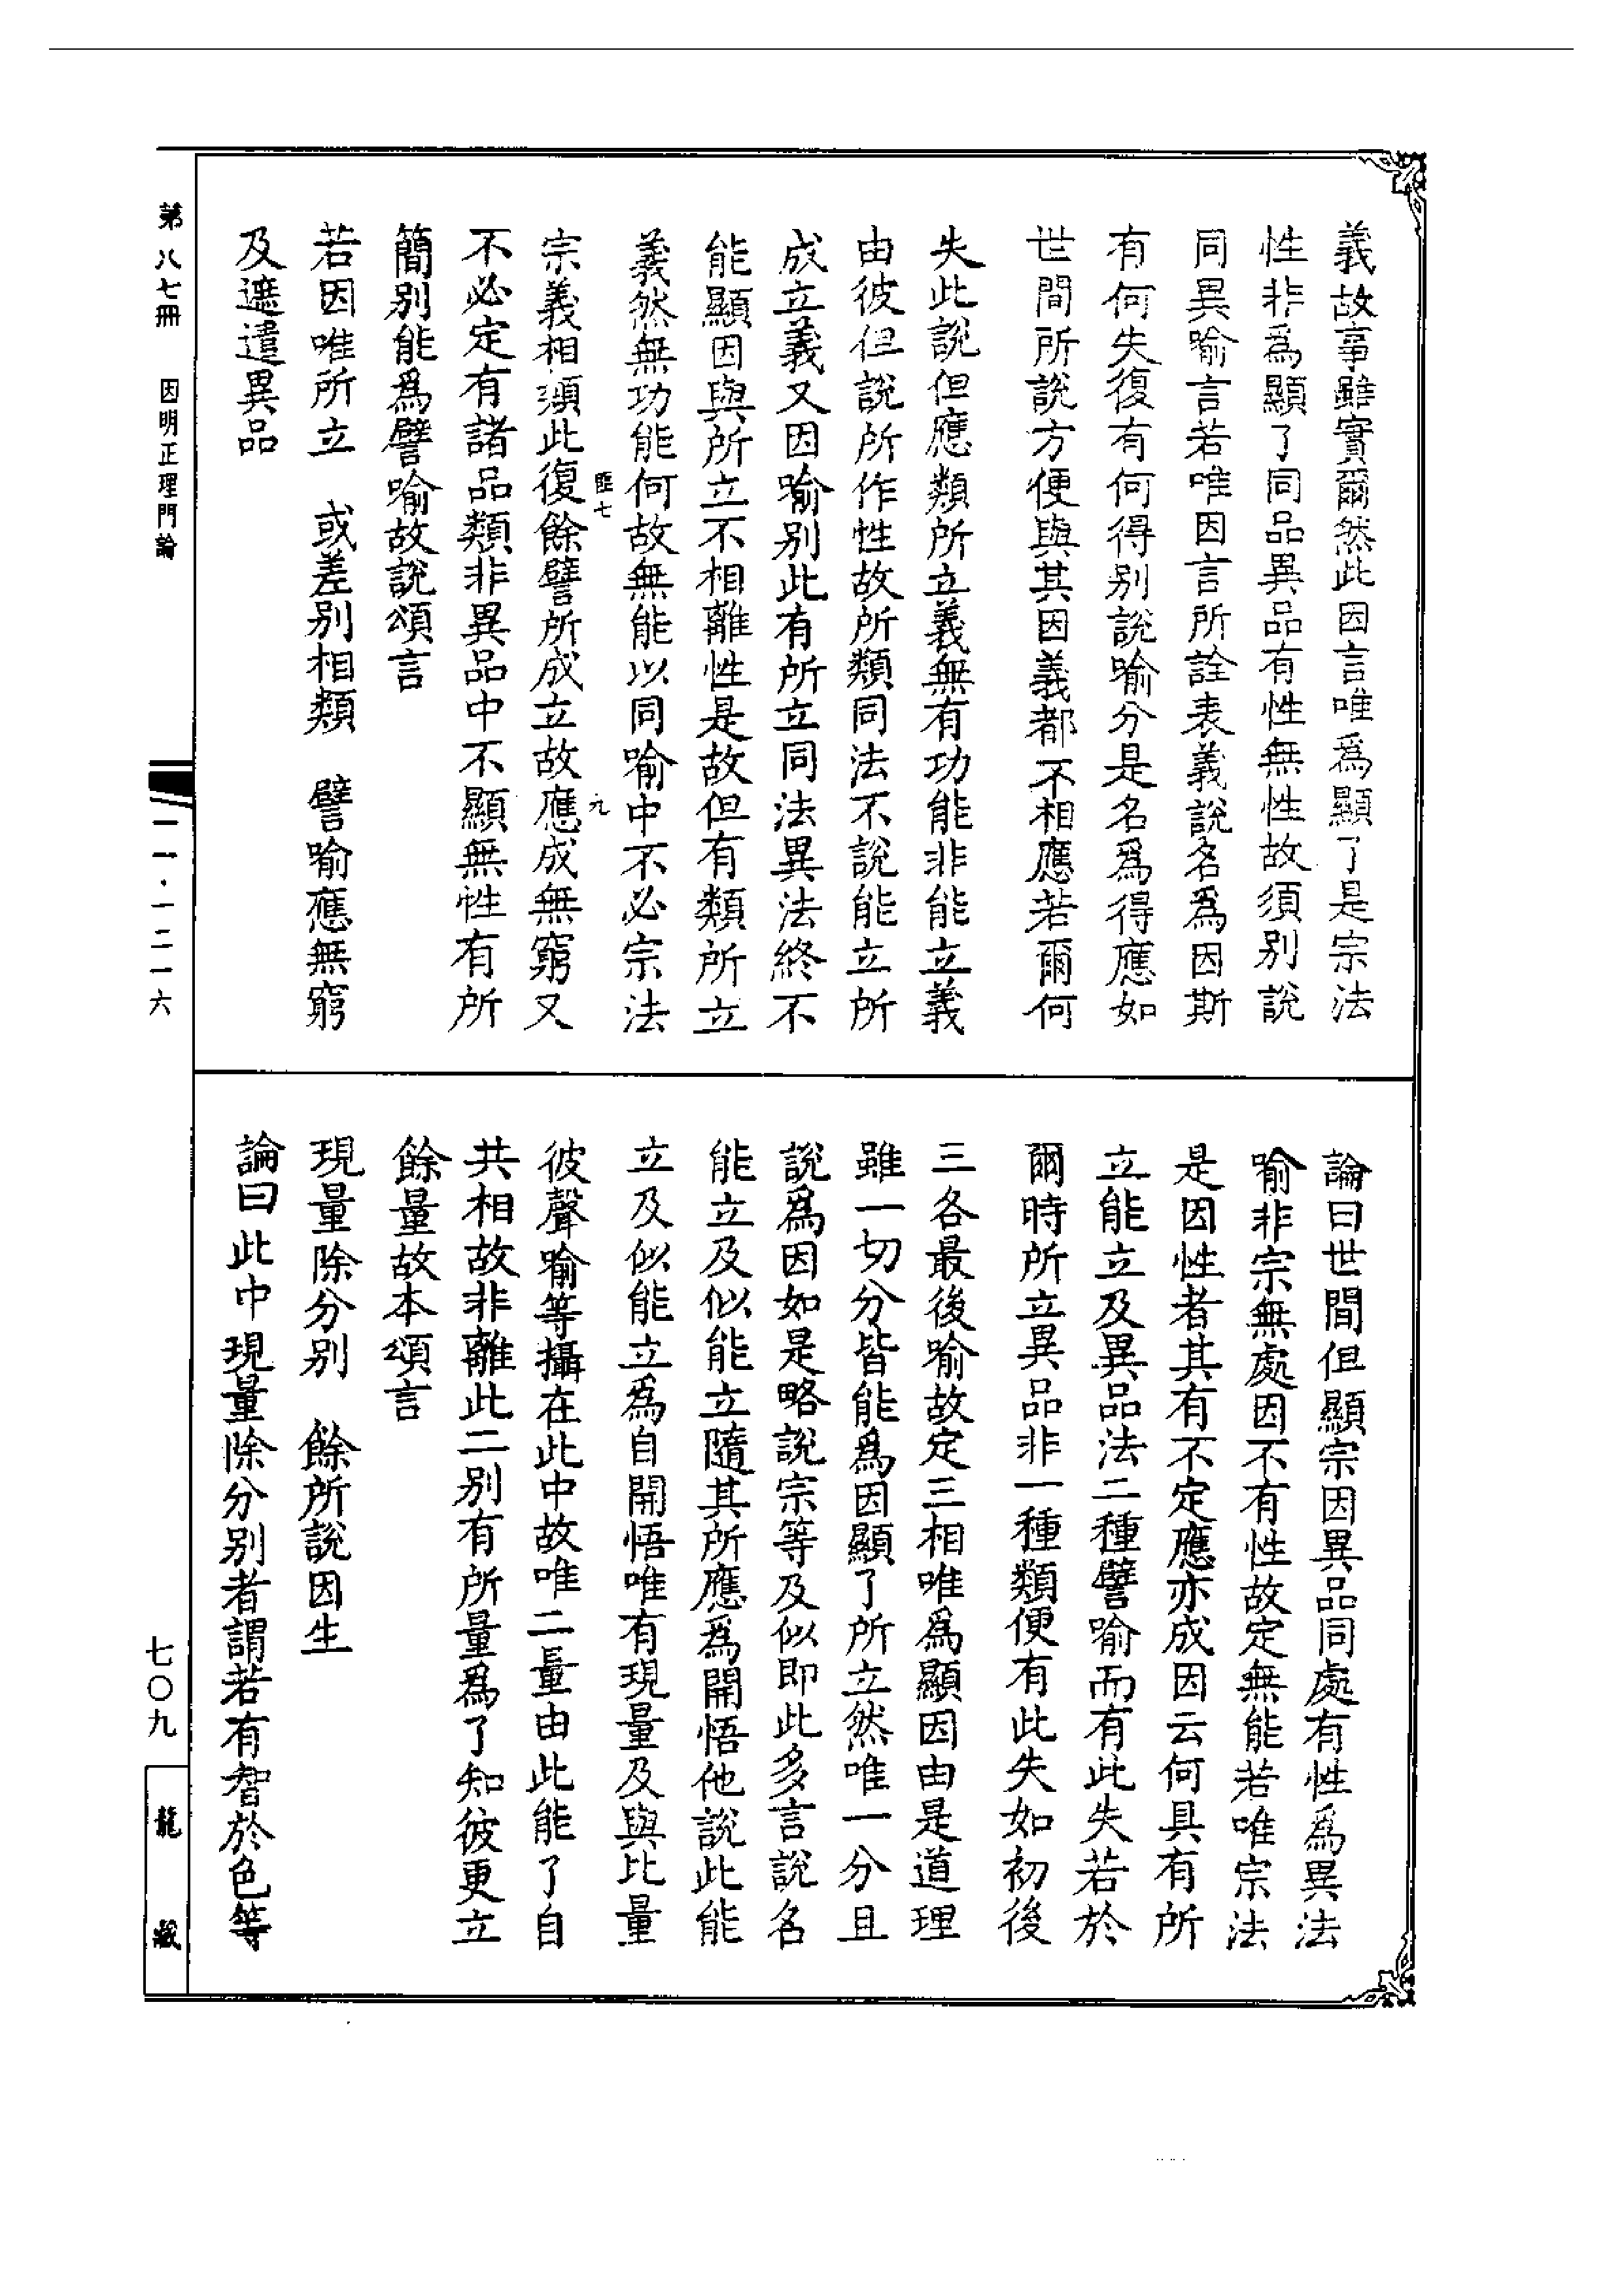 義故事雖實爾然此因言唯為顯了是宗法
性非為顯了同品異品有性無性故須別說
同異喻言若唯因言所詮表義說名為因斯
有何失復有何得別說喻分是名為得應如
世間所說方便與其因義都不相應若爾何
失此說但應類所立義無有功能非能立義
由彼但說所作性故所類同法不說能立所
成立義又因喻別此有所立同法異法終不
能顯因與所立不相離性是故但有類所立
義然無功能何故無能以同喻中不必宗法
匪七 九
宗義相類此復餘譬所成立故應成無窮又
不必定有諸品類非異品中不顯無性有所
簡別能為譬喻故說頌言
若因唯所立 或差別相類 譬喻應無窮
及遮遣異品
論曰世間但顯宗因異品同處有性為異法
喻非宗無處因不有性故定無能若唯宗法
是因性者其有不定應亦成因云何具有所
立能立及異品法二種譬喻而有此失若於
爾時所立異品非一種類便有此失如初後
三各最後喻故定三相唯為顯因由是道理
雖一切分皆能為因顯了所立然唯一分且
說為因如是略說宗等及似即此多言說名
能立及似能立隨其所應為開悟他說此能
立及似能立為自開悟唯有現量及與比量
彼聲喻等攝在此中故唯二量由此能了自
共相故非離此二別有所量為了知彼更立
餘量故本頌言
現量除分別 餘所說因生
論曰此中現量除分別者謂若有智於色等
第八七冊 因明正理門論
一一·一二一六
七〇九
龍藏